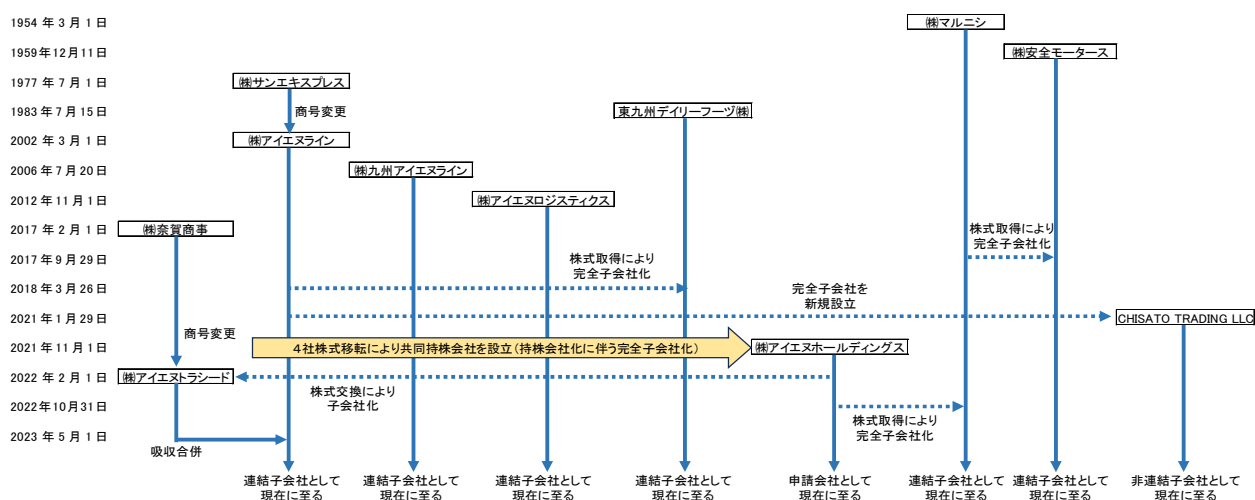 1954 年 3 月 1 日
㈱マルニシ
1959年12月11日
㈱安全モータース
1977 年 7 月 1 日
㈱サンエキスプレス
1983 年 7 月 15 日
商号変更
東九州デイリーフーヅ㈱
2002 年 3 月 1 日
㈱アイエヌライン
2006 年 7 月 20 日
㈱九州アイエヌライン
2012 年 11 月 1 日
㈱アイエヌロジスティクス
2017 年 2 月 1 日
㈱奈賀商事
株式取得により
完全子会社化
2017 年 9 月 29 日
株式取得により
完全子会社化
2018 年 3 月 26 日
完全子会社を
新規設立
2021 年 1 月 29 日
CHISATO TRADING LLC
商号変更
2021 年 11 月 1 日
４社株式移転により共同持株会社を設立（持株会社化に伴う完全子会社化）
㈱アイエヌホールディングス
2022 年 2 月 1 日
㈱アイエヌトラシード
株式交換により
子会社化
2022年10月31日
株式取得により
完全子会社化
2023 年 5 月 1 日
吸収合併
連結子会社として
現在に至る
連結子会社として
現在に至る
連結子会社として
現在に至る
連結子会社として
現在に至る
申請会社として
現在に至る
連結子会社として
現在に至る
連結子会社として
現在に至る
非連結子会社として
現在に至る